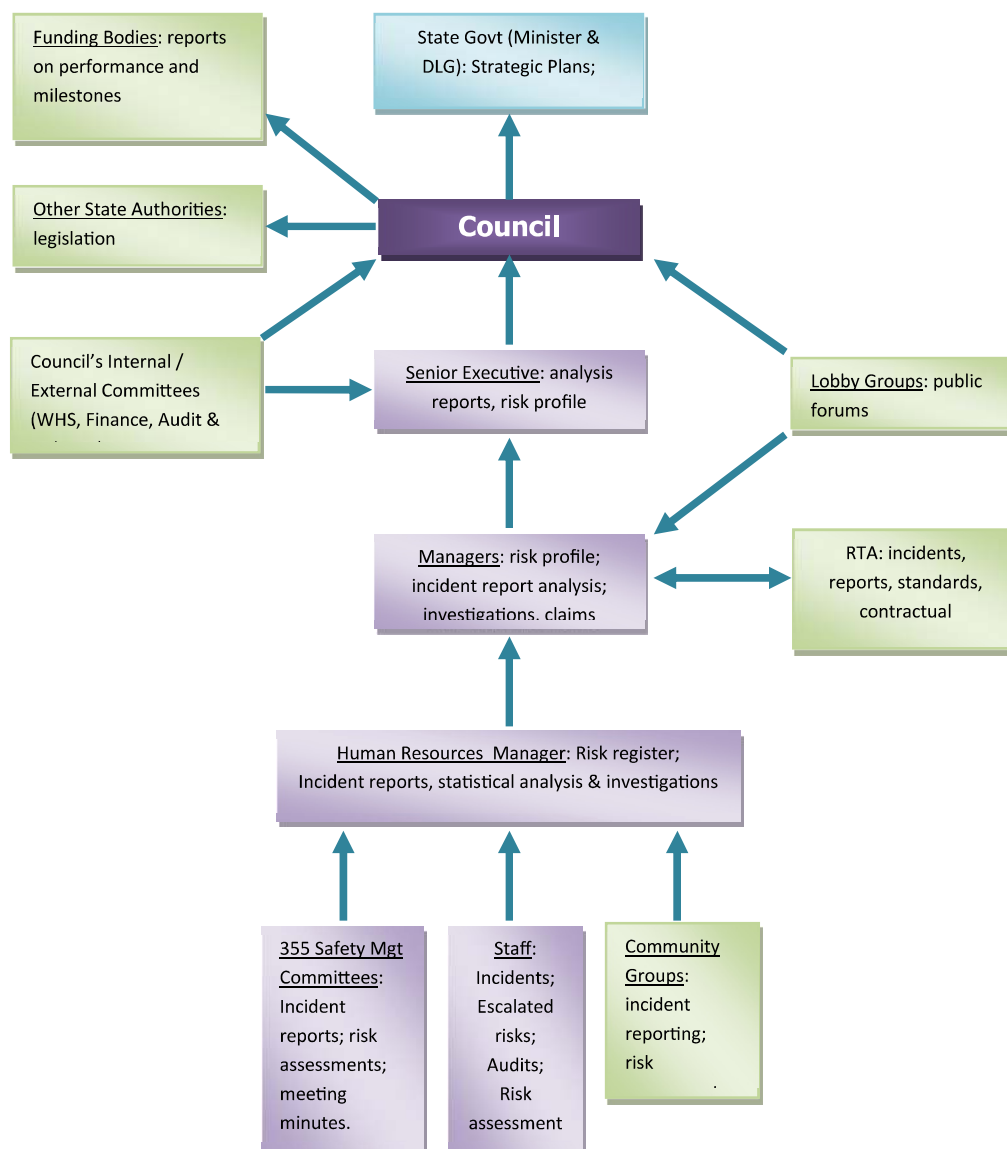 Funding Bodies: reports
on performance and
milestones
State Govt (Minister &
DLG): Strategic Plans;
Other State Authorities:
legislation
Council
Council’s Internal /
External Committees
(WHS, Finance, Audit &
Senior Executive: analysis
reports, risk profile
Lobby Groups: public
forums
Managers: risk profile;
incident report analysis;
investigations, claims
RTA: incidents,
reports, standards,
contractual
Human Resources Manager: Risk register;
Incident reports, statistical analysis & investigations
355 Safety Mgt
Committees:
Incident
reports; risk
assessments;
meeting
minutes.
Staff:
Incidents;
Escalated
risks;
Audits;
Risk
assessment
Community
Groups:
incident
reporting;
risk